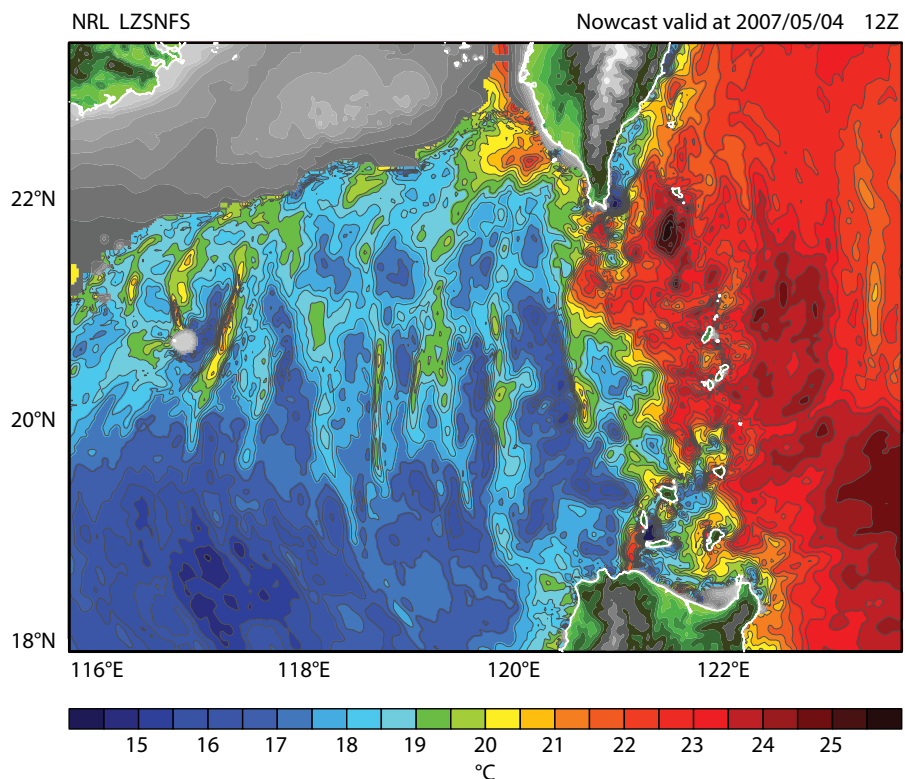 NRL LZSNFS Nowcast valid at 2007/05/04 12Z
22°N
20°N
18°N
116°E 118°E 120°E 122°E
15 16 17 18 19 20 21 22 23 24 25
°C